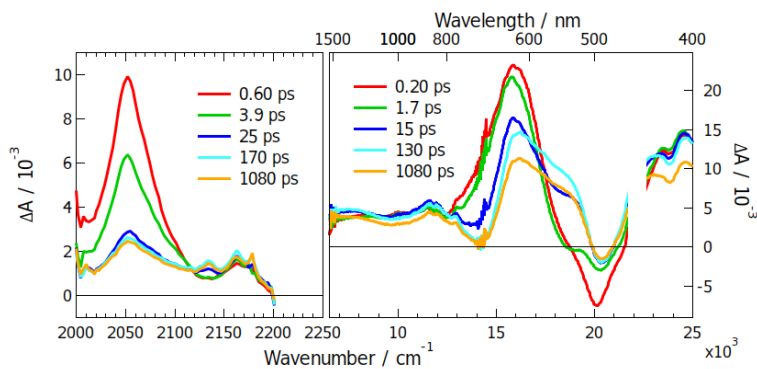 Wavelength / nm
1500 1000 800 600 500 400
10
8
6
4
2
0
ΔA / 10⁻³
0.60 ps
3.9 ps
25 ps
170 ps
1080 ps
0.20 ps
1.7 ps
15 ps
130 ps
1080 ps
20
15
10
5
0
-5
ΔA / 10⁻³
2000 2050 2100 2150 2200 2250
10 15 20 25
Wavenumber / cm⁻¹
x10³